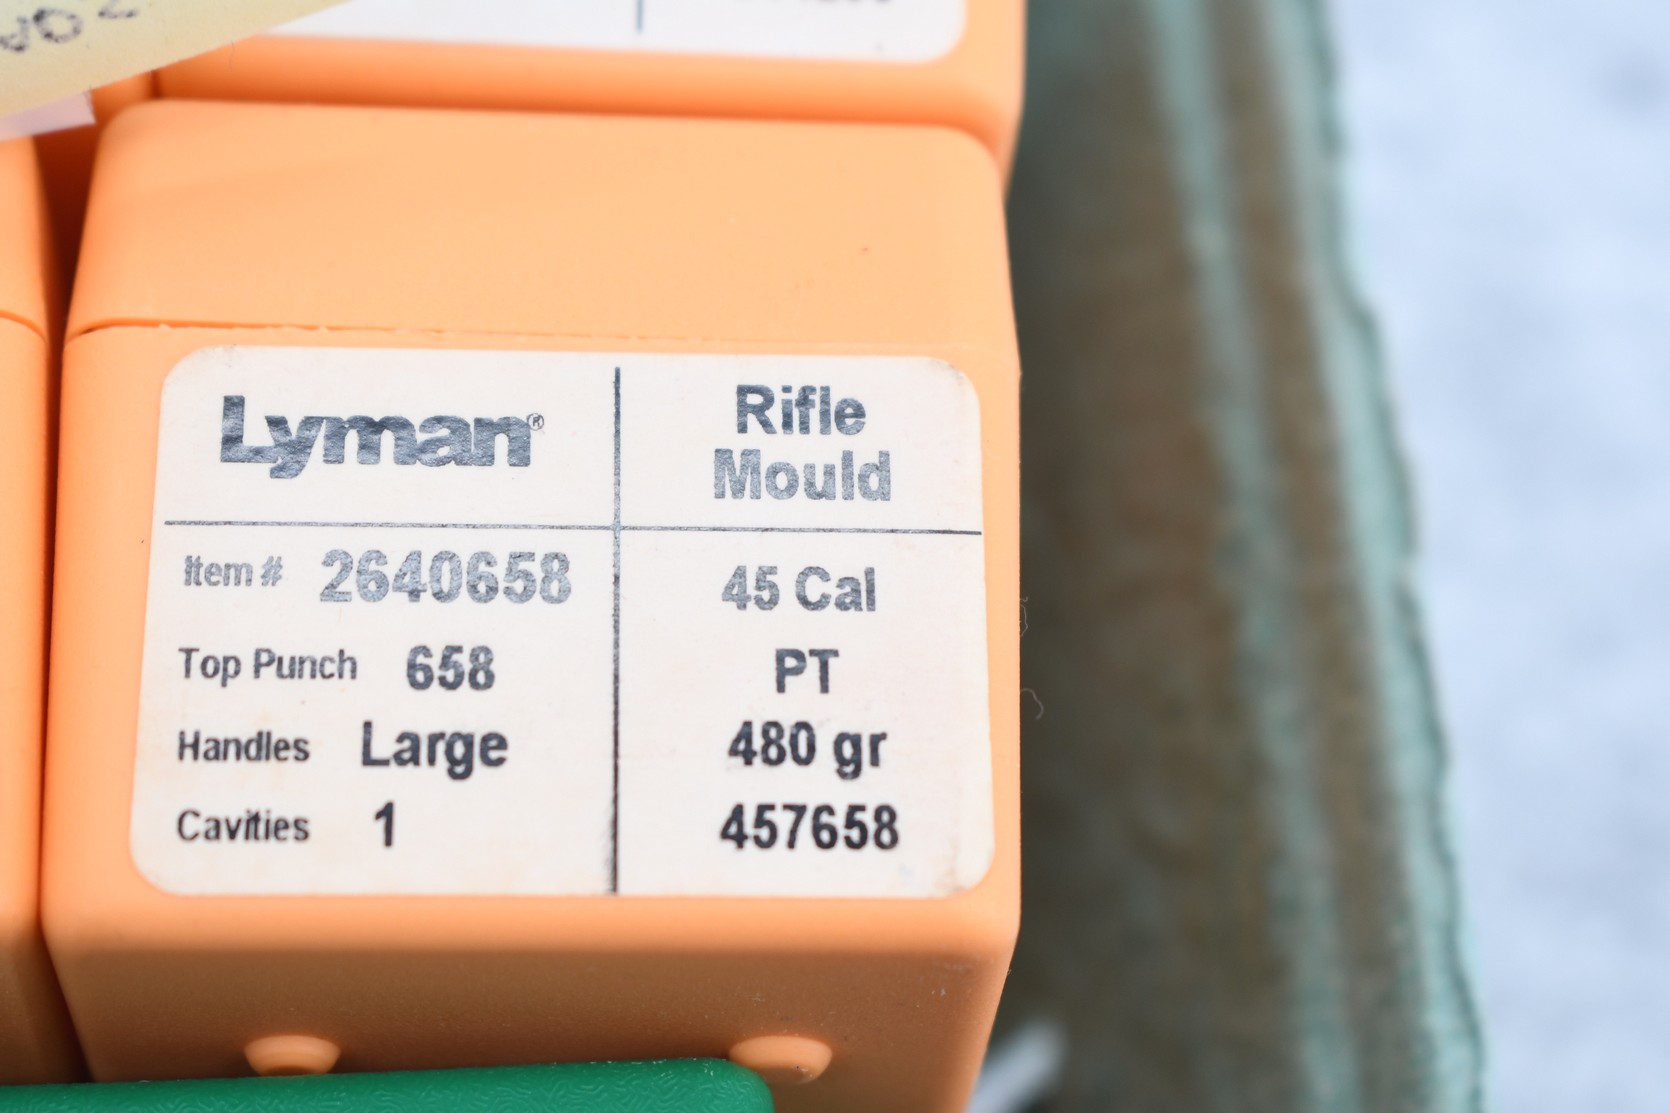 Lyman®
Rifle
Mould
Item # 2640658
45 Cal
Top Punch 658
PT
Handles Large
480 gr
Cavities 1
457658